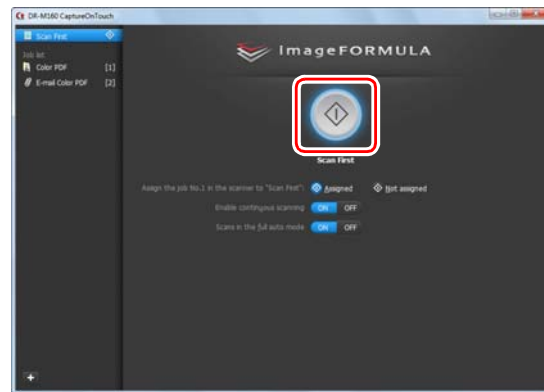 DR-M160 CaptureOnTouch
Scan First
Job list
Color PDF [1]
E-mail Color PDF [2]
ImageFORMULA
Scan First
Assign the job No.1 in the scanner to "Scan First": Assigned Not assigned
Enable continuous scanning ON OFF
Scans in the full auto mode ON OFF